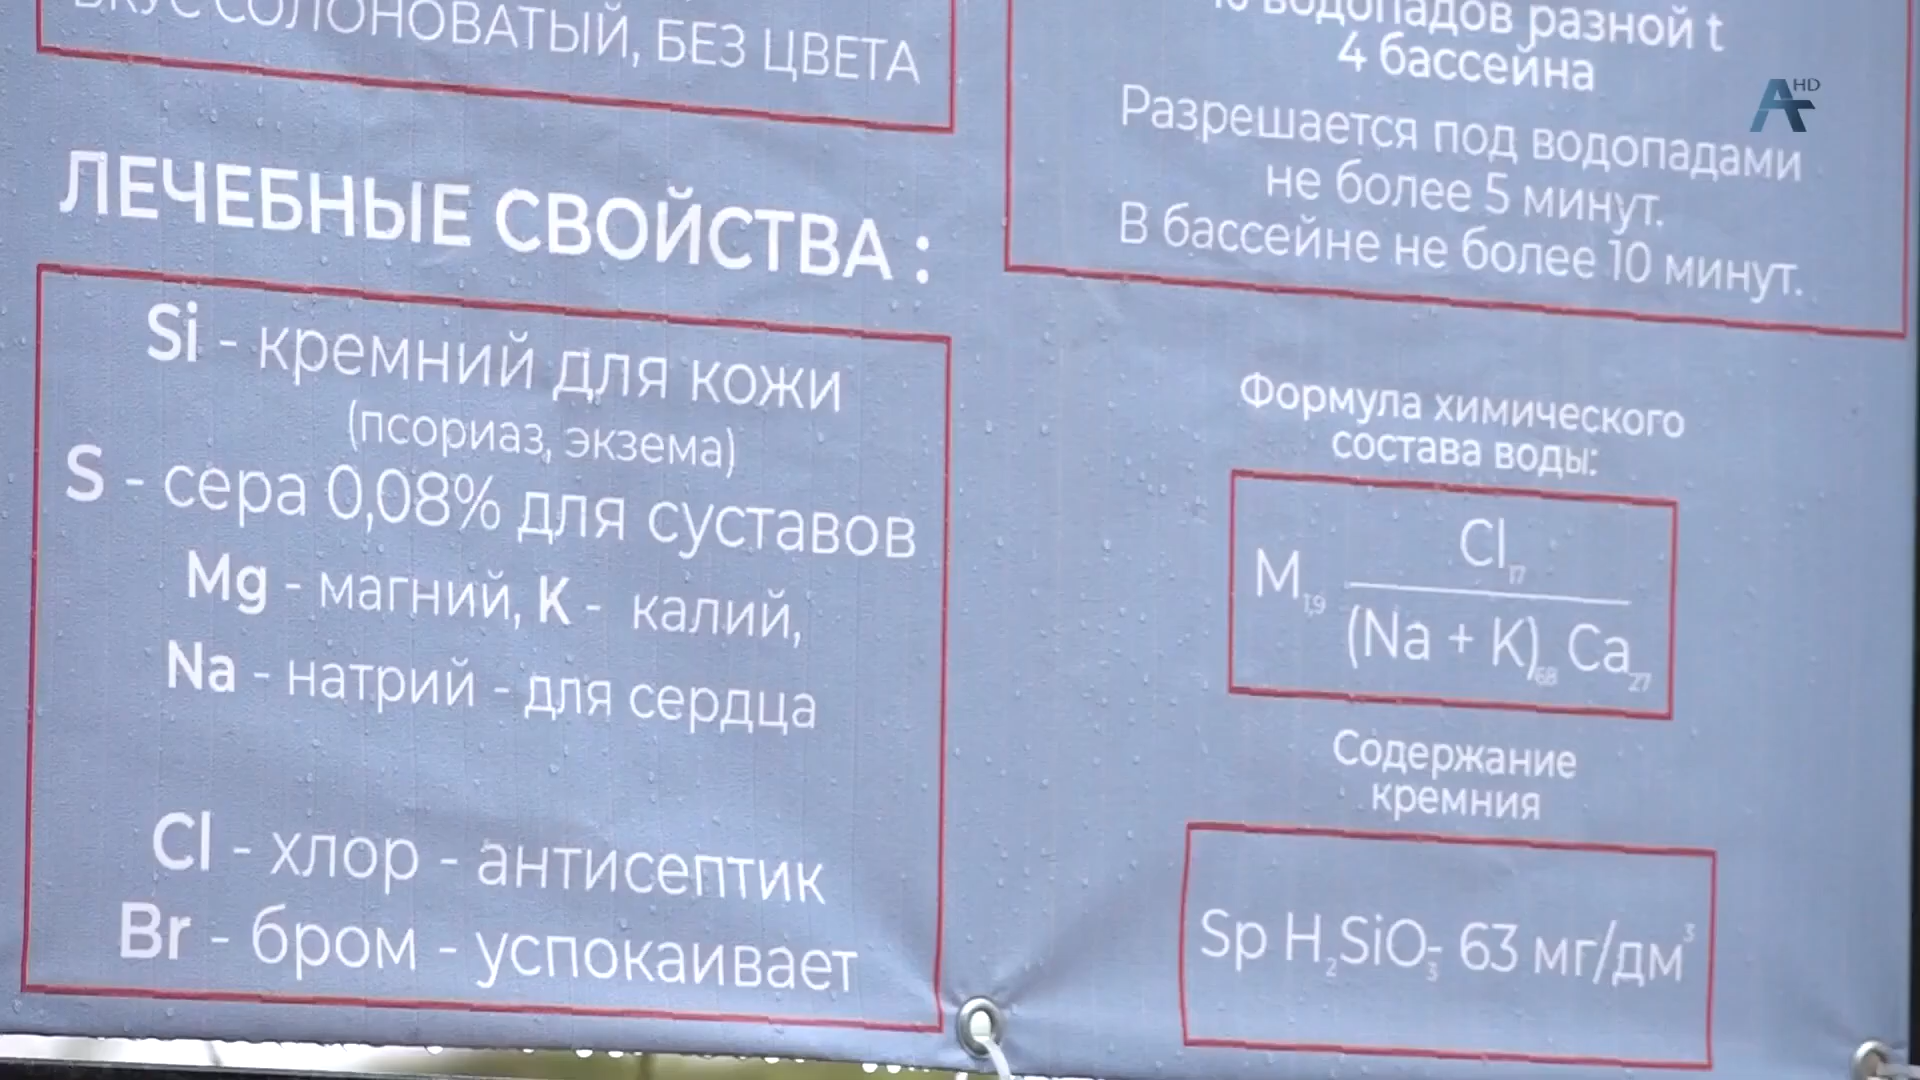 ВКУС СОЛОНОВАТЫЙ, БЕЗ ЦВЕТА
ЛЕЧЕБНЫЕ СВОЙСТВА :
Si - кремний для кожи
(псориаз, экзема)
S - сера 0,08% для суставов
Mg - магний, K - калий,
Na - натрий - для сердца
Cl - хлор - антисептик
Br - бром - успокаивает
водопадов разной t
4 бассейна
Разрешается под водопадами
не более 5 минут.
В бассейне не более 10 минут.
Формула химического
состава воды:
Cl₁₇
M₁,₉
(Na + K)₆₈ Ca₂₇
Содержание
кремния
Sp H₂SiO₃- 63 мг/дм³
HD